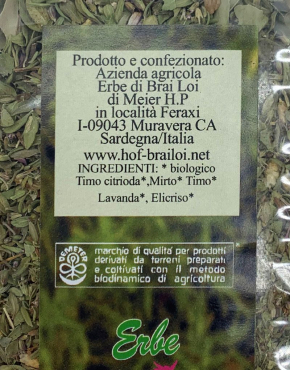 Prodotto e confezionato:
Azienda agricola
Erbe di Brai Loi
di Meier H.P
in località Feraxi
I-09043 Muravera CA
Sardegna/Italia
www.hof-brailoi.net
INGREDIENTI: * biologico
Timo citrioda*,Mirto* Timo*
Lavanda*, Elicriso*
DEMETER
marchio di qualita' per prodotti
derivati da terreni preparati
e coltivati con il metodo
biodinamico di agricoltura
Erbe